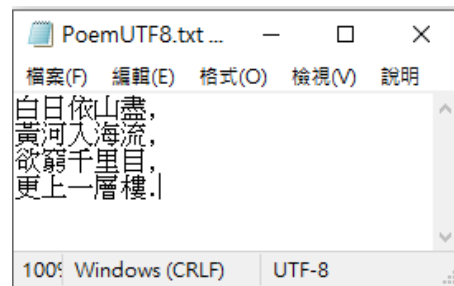 PoemUTF8.txt ...
檔案(F) 編輯(E) 格式(O) 檢視(V) 說明
白日依山盡,
黃河入海流,
欲窮千里目,
更上一層樓.
100% Windows (CRLF) UTF-8